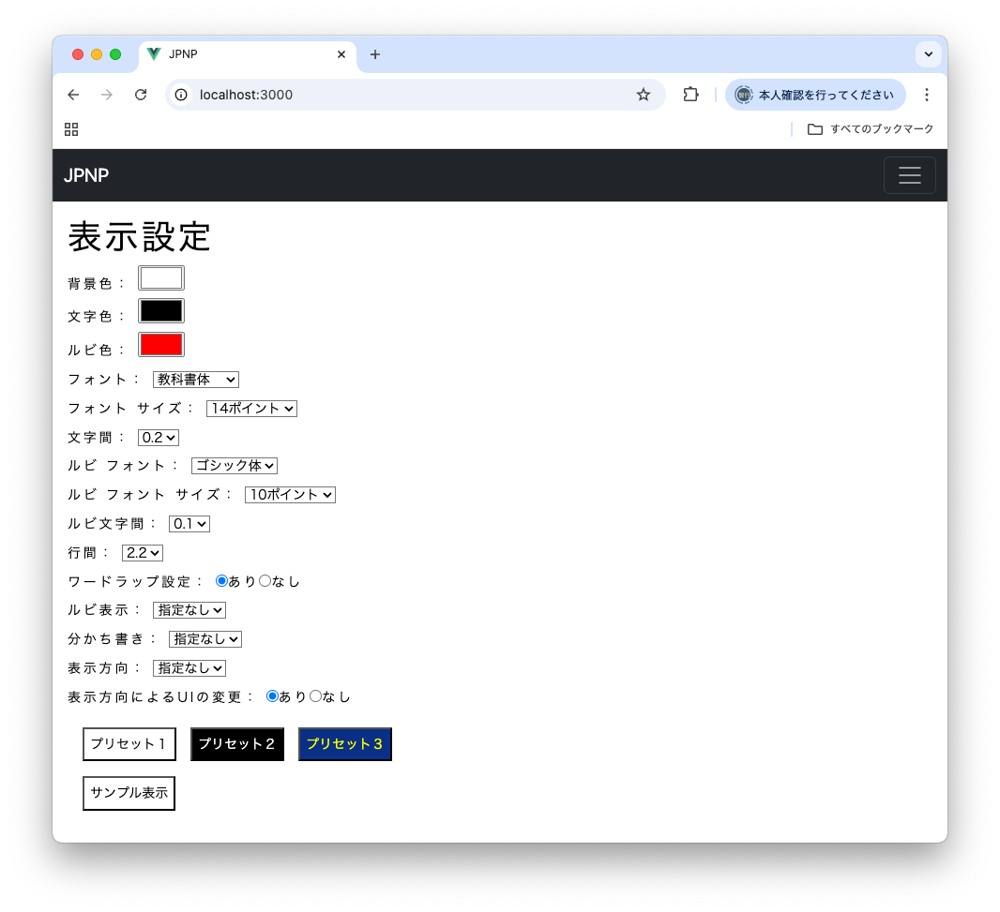 JPNP
localhost:3000
本人確認を行ってください
すべてのブックマーク
JPNP
表示設定
背景色：
文字色：
ルビ色：
フォント： 教科書体
フォント サイズ： 14ポイント
文字間： 0.2
ルビ フォント： ゴシック体
ルビ フォント サイズ： 10ポイント
ルビ文字間： 0.1
行間： 2.2
ワードラップ設定： ありなし
ルビ表示： 指定なし
分かち書き： 指定なし
表示方向： 指定なし
表示方向によるUIの変更： ありなし
プリセット１ プリセット２ プリセット３
サンプル表示